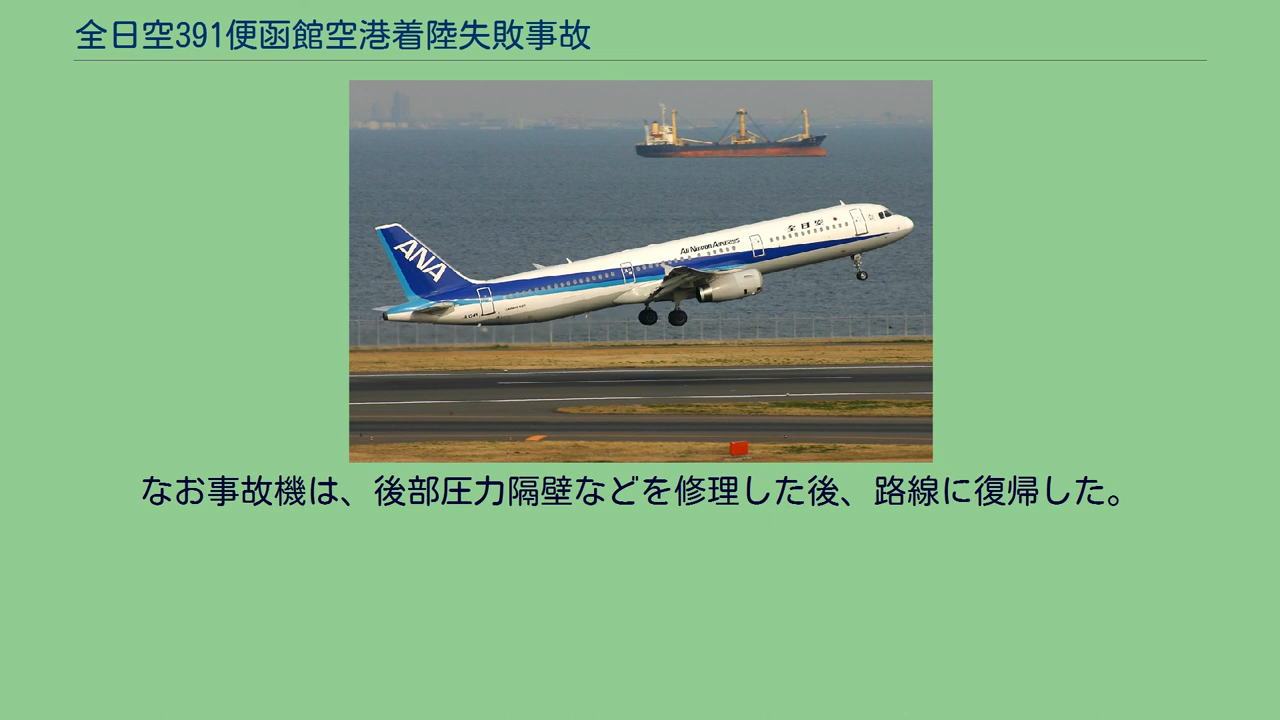 全日空391便函館空港着陸失敗事故
全日空
All Nippon Airways
ANA
なお事故機は、後部圧力隔壁などを修理した後、路線に復帰した。